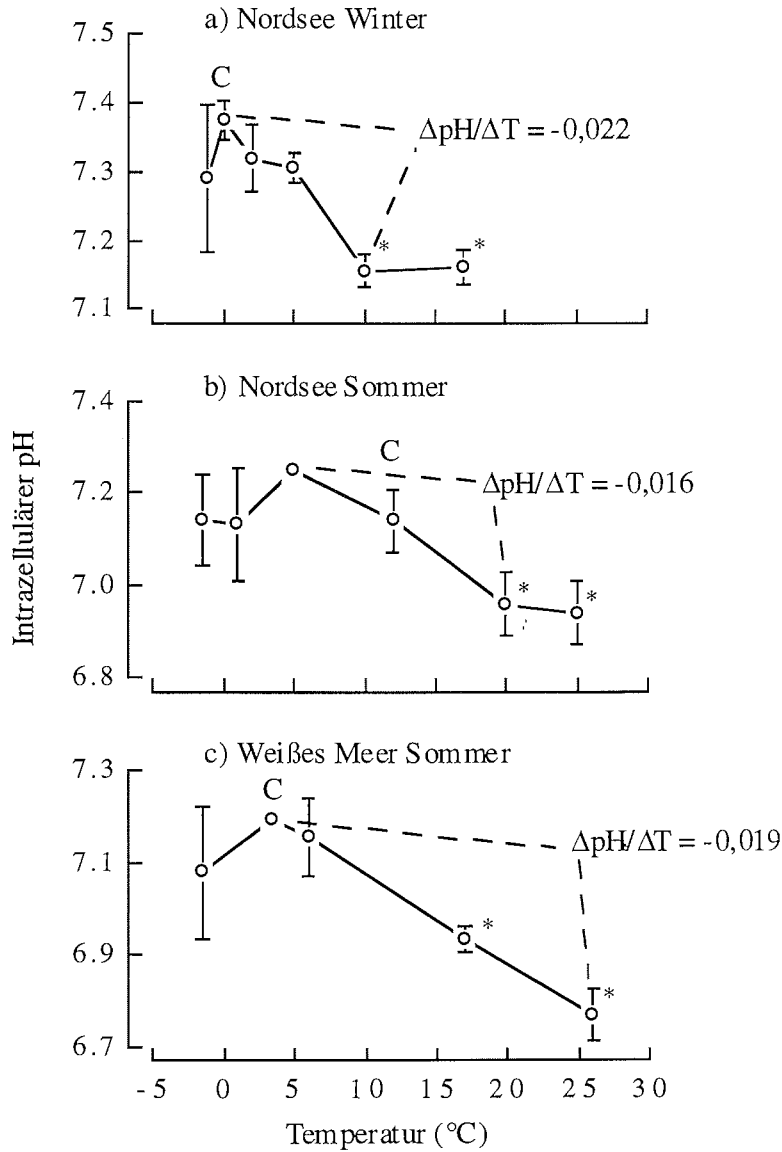 a) Nordsee Winter
7.5
7.4
7.3
7.2
7.1
C
ΔpH/ΔT = -0,022
*
*
b) Nordsee Sommer
7.4
7.2
7.0
6.8
C
ΔpH/ΔT = -0,016
*
*
Intrazellulärer pH
c) Weißes Meer Sommer
7.3
7.1
6.9
6.7
C
ΔpH/ΔT = -0,019
*
*
-5 0 5 10 15 20 25 30
Temperatur (°C)